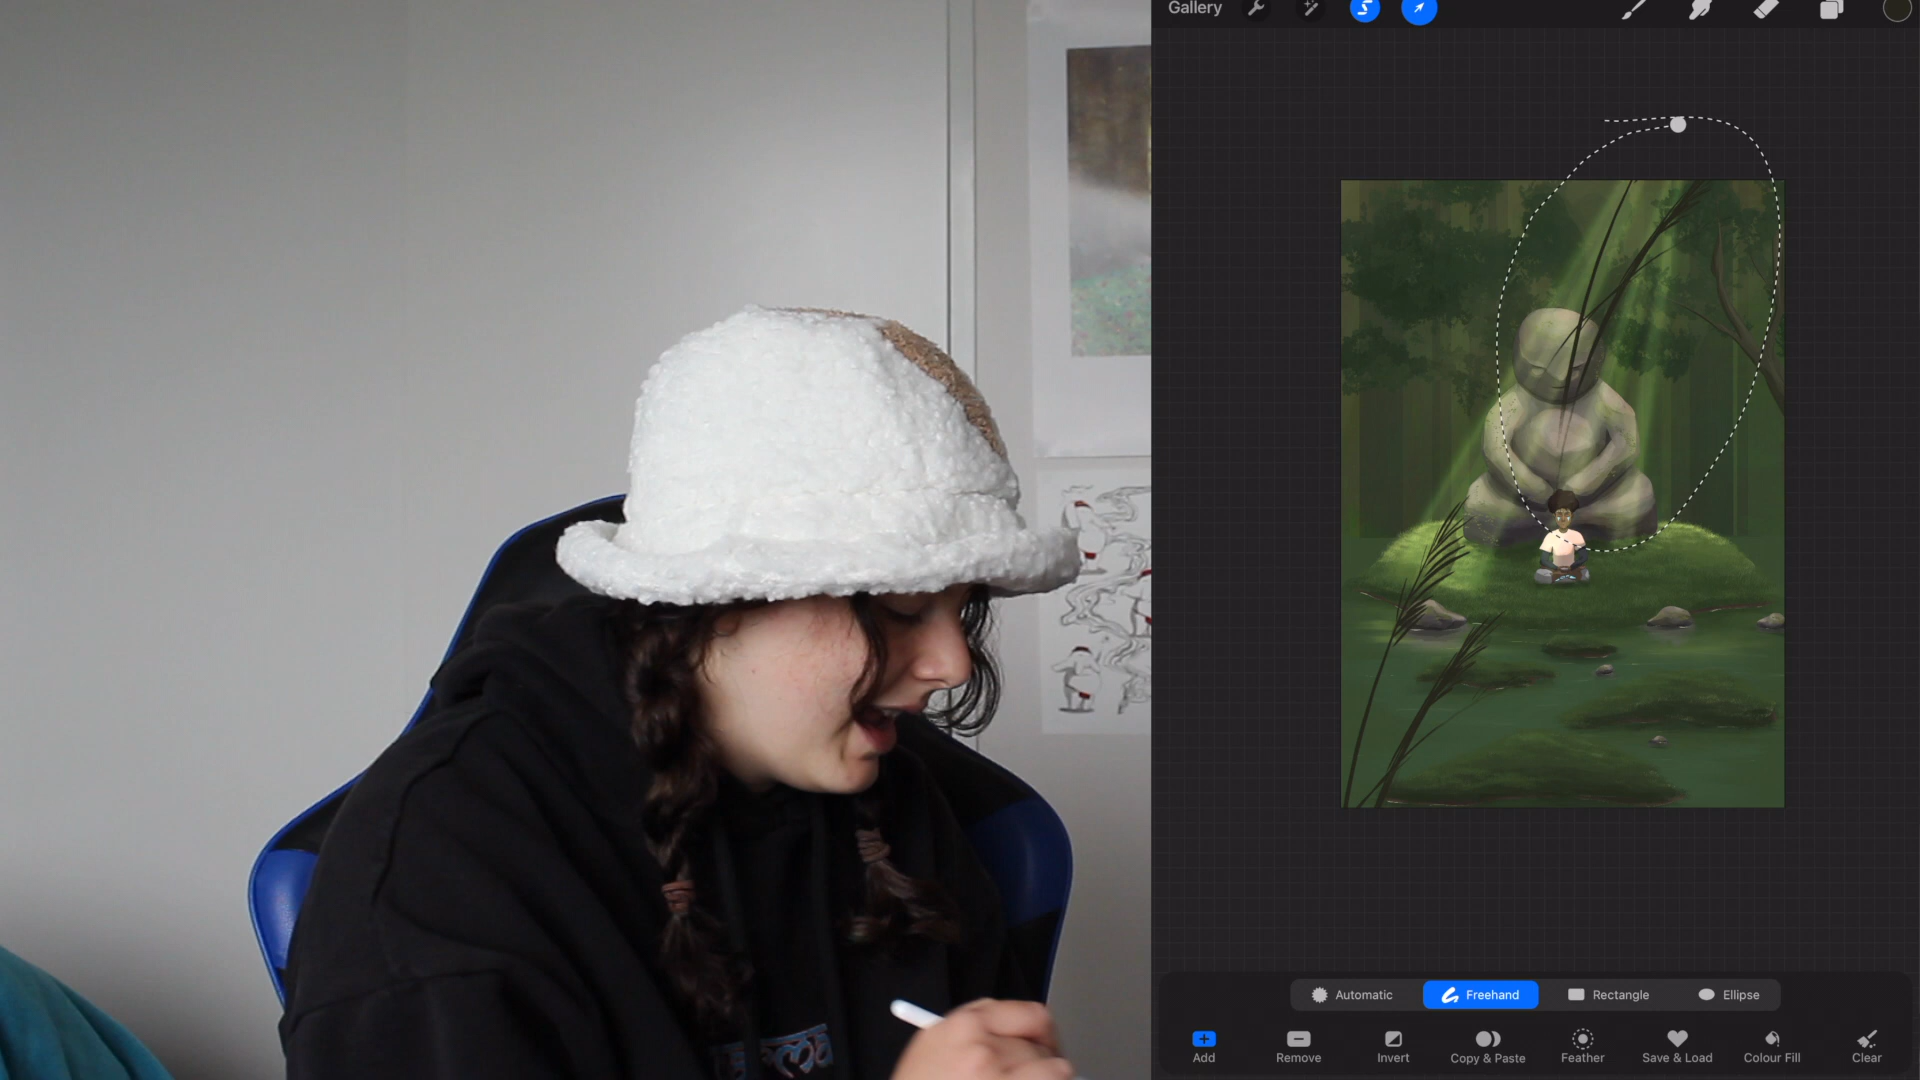 Gallery
Automatic
Freehand
Rectangle
Ellipse
Add
Remove
Invert
Copy & Paste
Feather
Save & Load
Colour Fill
Clear